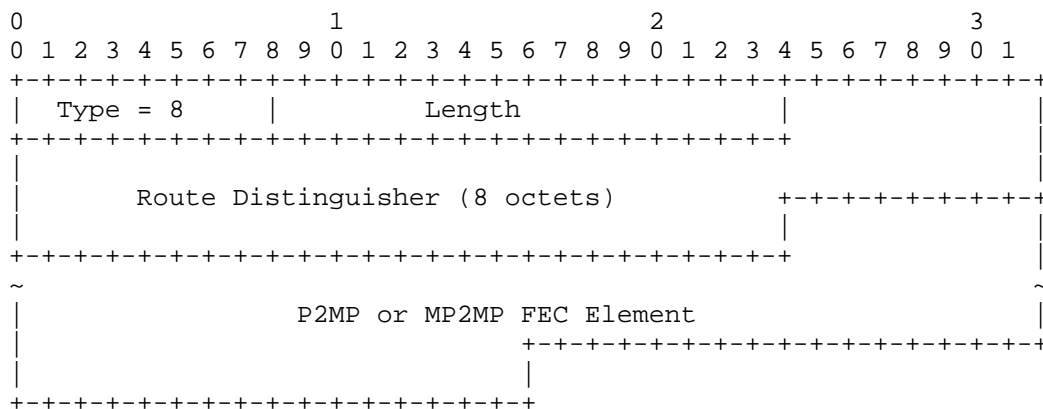 0                   1                   2                   3
0 1 2 3 4 5 6 7 8 9 0 1 2 3 4 5 6 7 8 9 0 1 2 3 4 5 6 7 8 9 0 1
+-+-+-+-+-+-+-+-+-+-+-+-+-+-+-+-+-+-+-+-+-+-+-+-+-+-+-+-+-+-+-+-+
|  Type = 8     |         Length                |               |
+-+-+-+-+-+-+-+-+-+-+-+-+-+-+-+-+-+-+-+-+-+-+-+-+               |
|                                                               |
|       Route Distinguisher (8 octets)          +-+-+-+-+-+-+-+-+
|                                               |               |
+-+-+-+-+-+-+-+-+-+-+-+-+-+-+-+-+-+-+-+-+-+-+-+-+               |
~                                                               ~
|                 P2MP or MP2MP FEC Element                     |
|                               +-+-+-+-+-+-+-+-+-+-+-+-+-+-+-+-+
|                               |
+-+-+-+-+-+-+-+-+-+-+-+-+-+-+-+-+